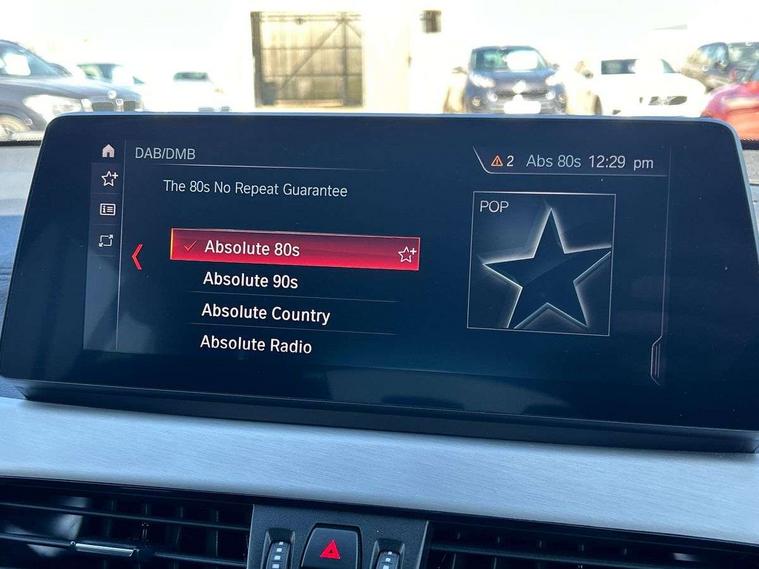 DAB/DMB
2 Abs 80s 12:29 pm
The 80s No Repeat Guarantee
POP
Absolute 80s
Absolute 90s
Absolute Country
Absolute Radio